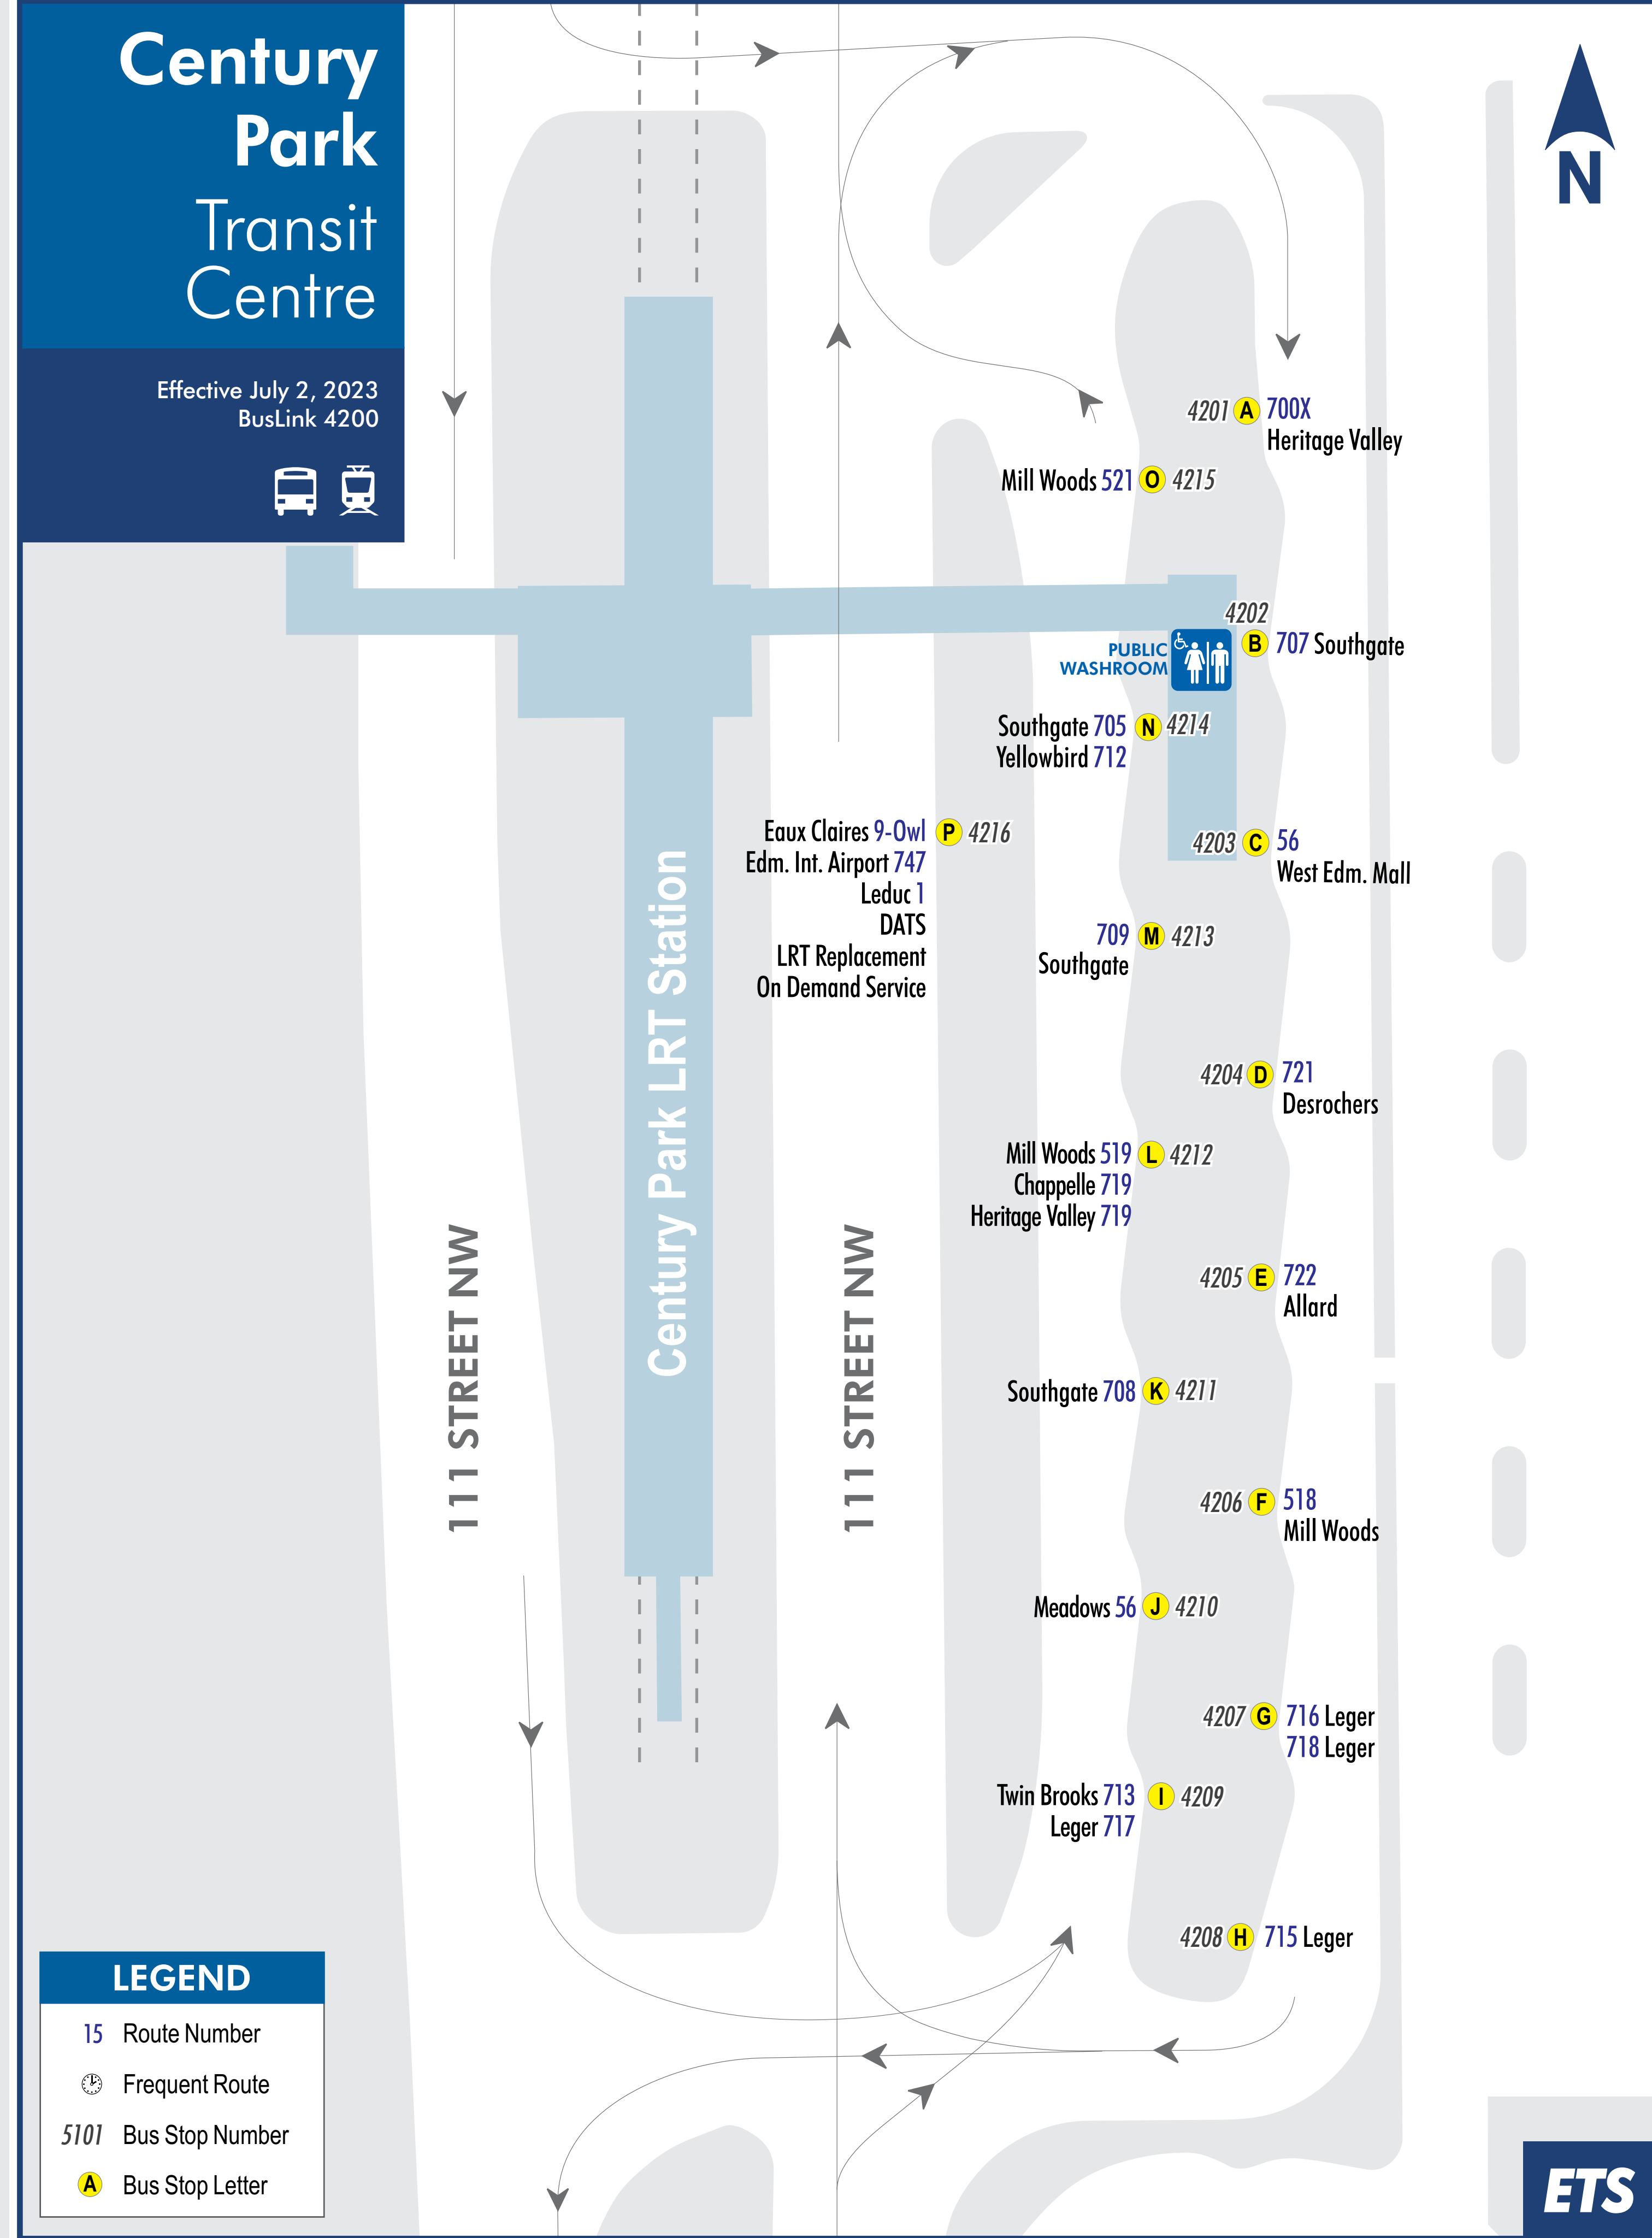 Century
Park
Transit
Centre
Effective July 2, 2023
BusLink 4200
N
4201 A 700X
Heritage Valley
Mill Woods 521 O 4215
4202
B 707 Southgate
PUBLIC
WASHROOM
Southgate 705 N 4214
Yellowbird 712
Eaux Claires 9-Owl P 4216
Edm. Int. Airport 747
Leduc 1
DATS
LRT Replacement
On Demand Service
4203 C 56
West Edm. Mall
709 M 4213
Southgate
4204 D 721
Desrochers
Mill Woods 519 L 4212
Chappelle 719
Heritage Valley 719
4205 E 722
Allard
Southgate 708 K 4211
4206 F 518
Mill Woods
Meadows 56 J 4210
4207 G 716 Leger
718 Leger
Twin Brooks 713 I 4209
Leger 717
4208 H 715 Leger
Century Park LRT Station
111 STREET NW
111 STREET NW
LEGEND
15 Route Number
Frequent Route
5101 Bus Stop Number
A Bus Stop Letter
ETS